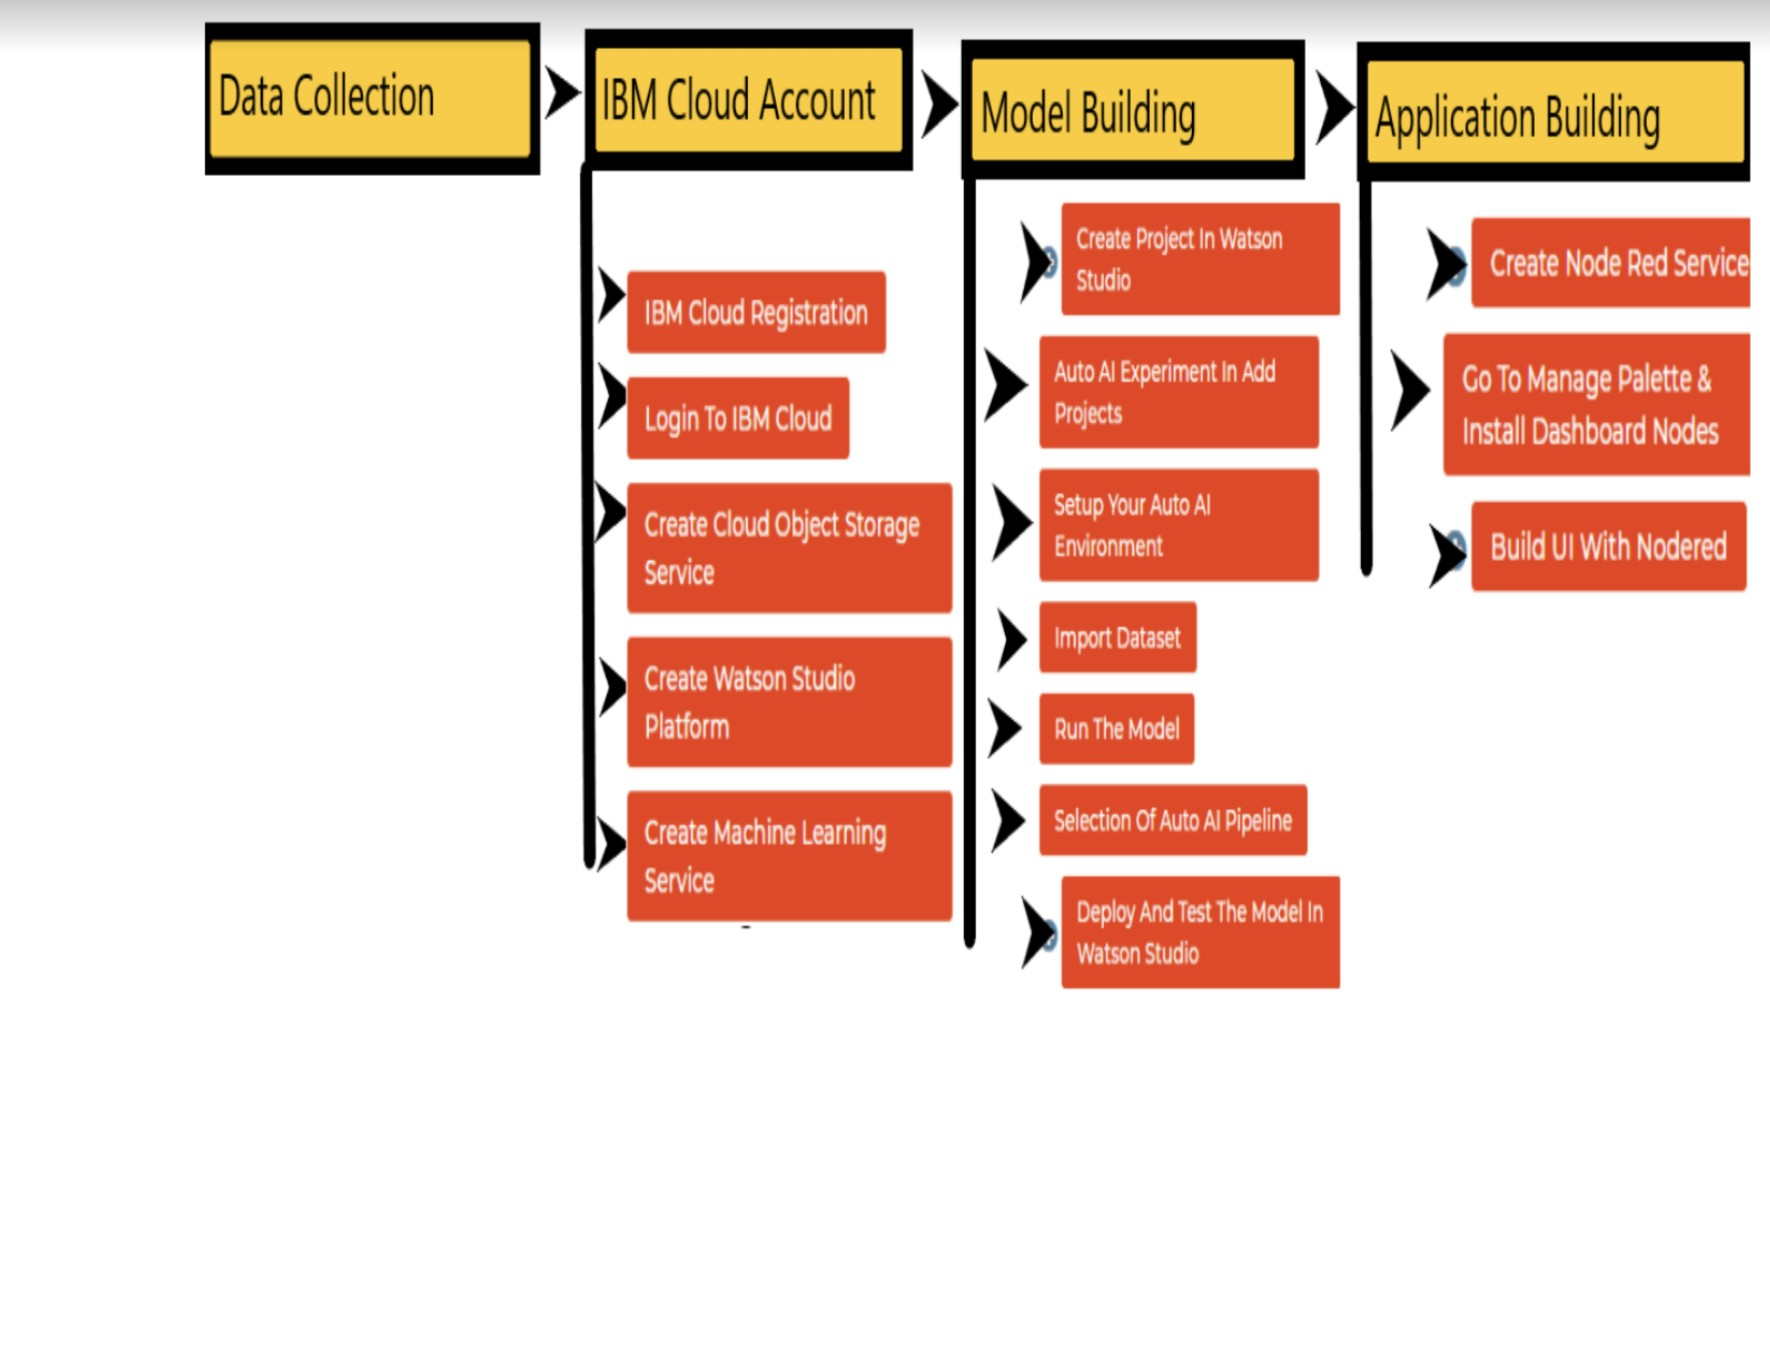 Data Collection
IBM Cloud Account
IBM Cloud Registration
Login To IBM Cloud
Create Cloud Object Storage
Service
Create Watson Studio
Platform
Create Machine Learning
Service
Model Building
Create Project In Watson
Studio
Auto AI Experiment In Add
Projects
Setup Your Auto AI
Environment
Import Dataset
Run The Model
Selection Of Auto AI Pipeline
Deploy And Test The Model In
Watson Studio
Application Building
Create Node Red Service
Go To Manage Palette &
Install Dashboard Nodes
Build UI With Nodered